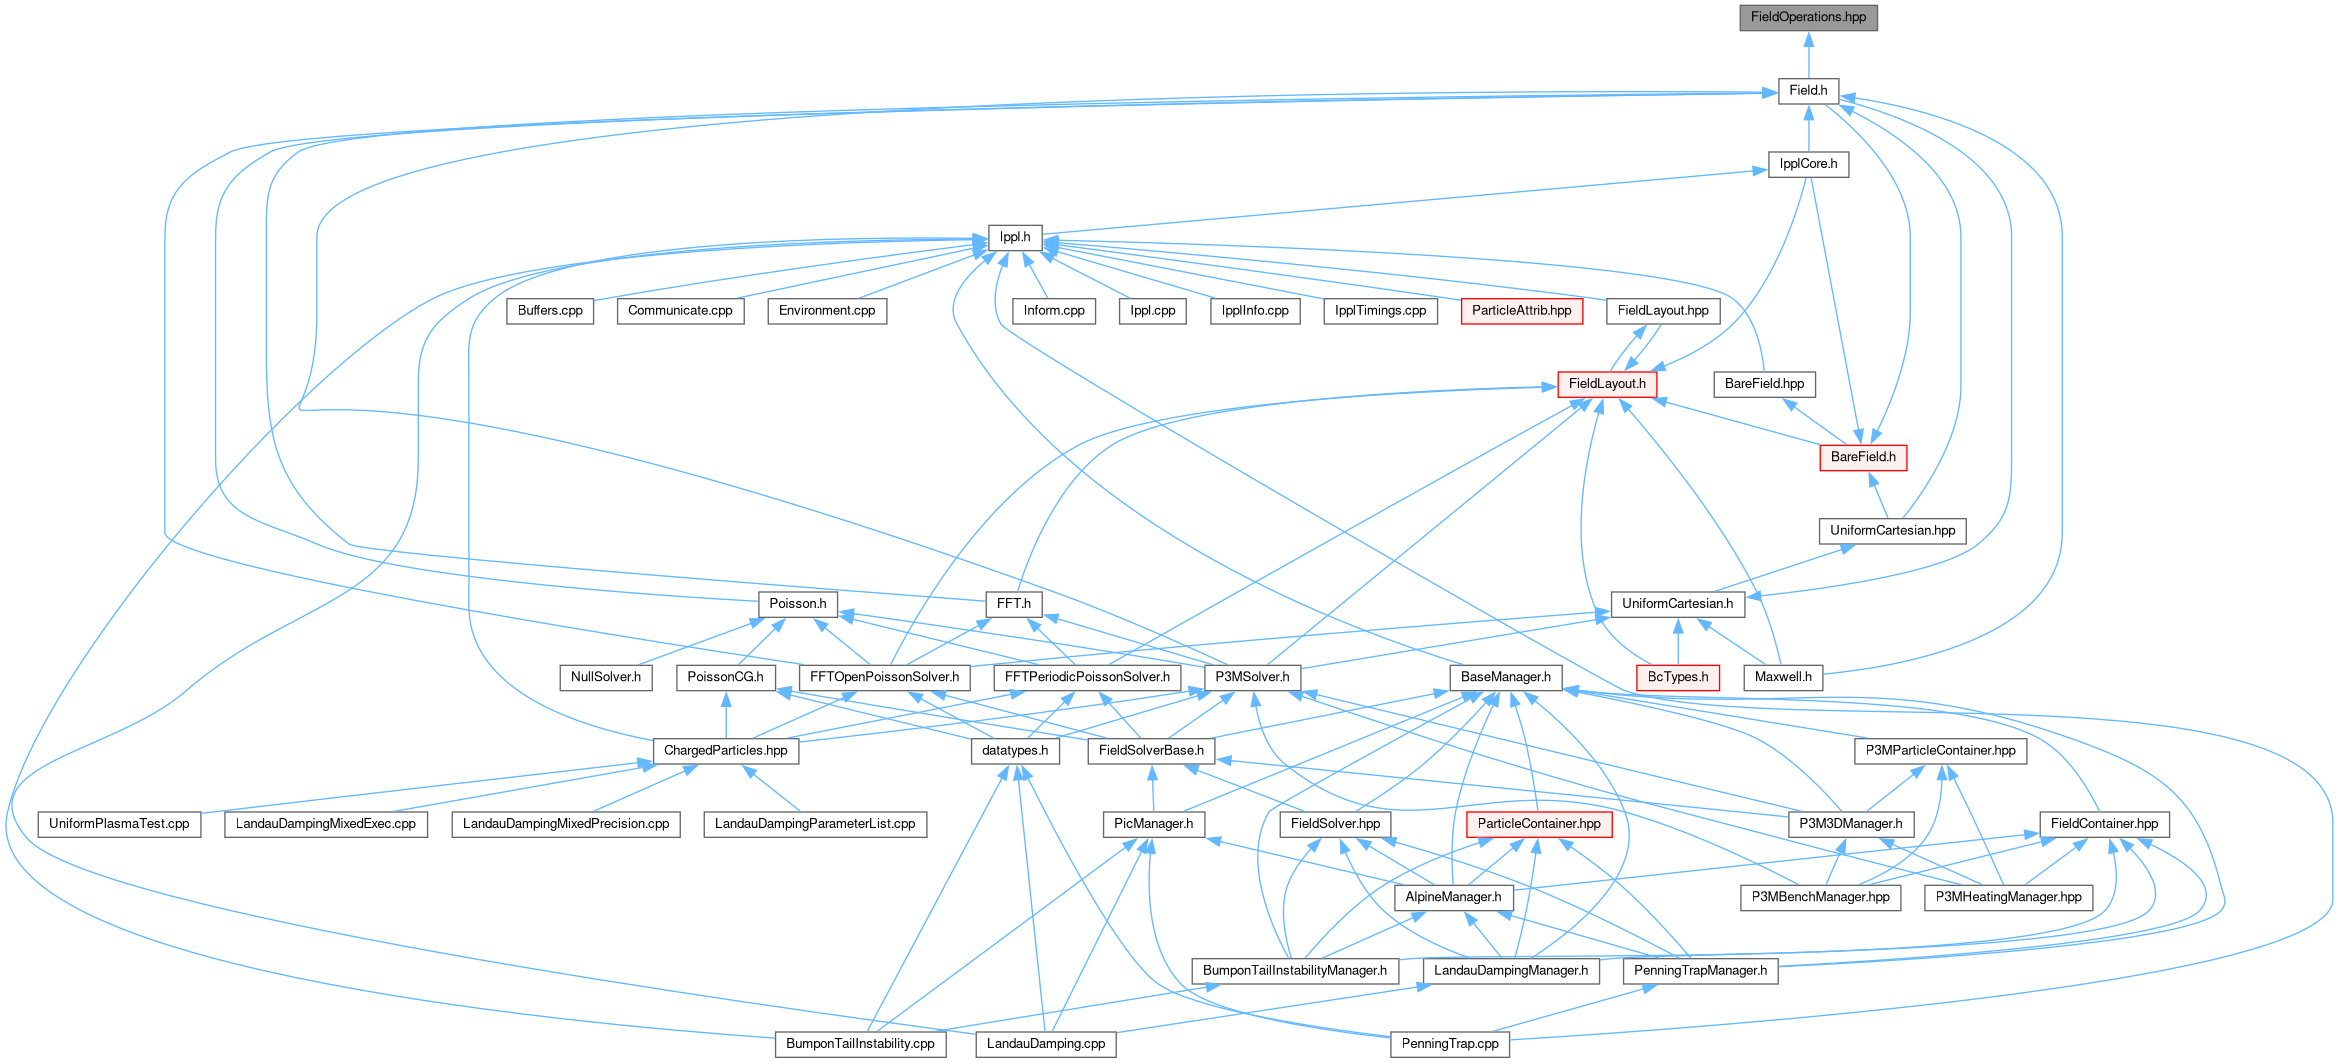 FieldOperations.hpp
Field.h
IpplCore.h
Ippl.h
Buffers.cpp
Communicate.cpp
Environment.cpp
Inform.cpp
Ippl.cpp
IpplInfo.cpp
IpplTimings.cpp
ParticleAttrib.hpp
FieldLayout.hpp
FieldLayout.h
BareField.hpp
BareField.h
UniformCartesian.hpp
Poisson.h
FFT.h
UniformCartesian.h
NullSolver.h
PoissonCG.h
FFTOpenPoissonSolver.h
FFTPeriodicPoissonSolver.h
P3MSolver.h
BaseManager.h
BcTypes.h
Maxwell.h
ChargedParticles.hpp
datatypes.h
FieldSolverBase.h
P3MParticleContainer.hpp
UniformPlasmaTest.cpp
LandauDampingMixedExec.cpp
LandauDampingMixedPrecision.cpp
LandauDampingParameterList.cpp
PicManager.h
FieldSolver.hpp
ParticleContainer.hpp
P3M3DManager.h
FieldContainer.hpp
AlpineManager.h
P3MBenchManager.hpp
P3MHeatingManager.hpp
BumponTailInstabilityManager.h
LandauDampingManager.h
PenningTrapManager.h
BumponTailInstability.cpp
LandauDamping.cpp
PenningTrap.cpp